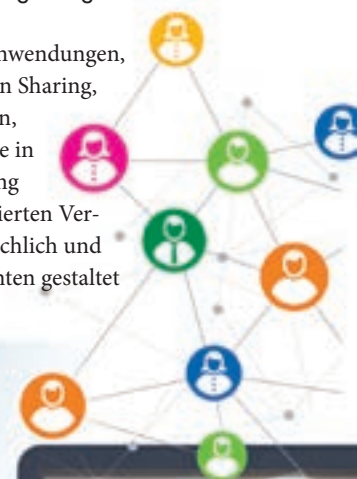 nwendungen,
n Sharing,
n,
e in
ng
ierten Ver-
chlich und
nten gestaltet